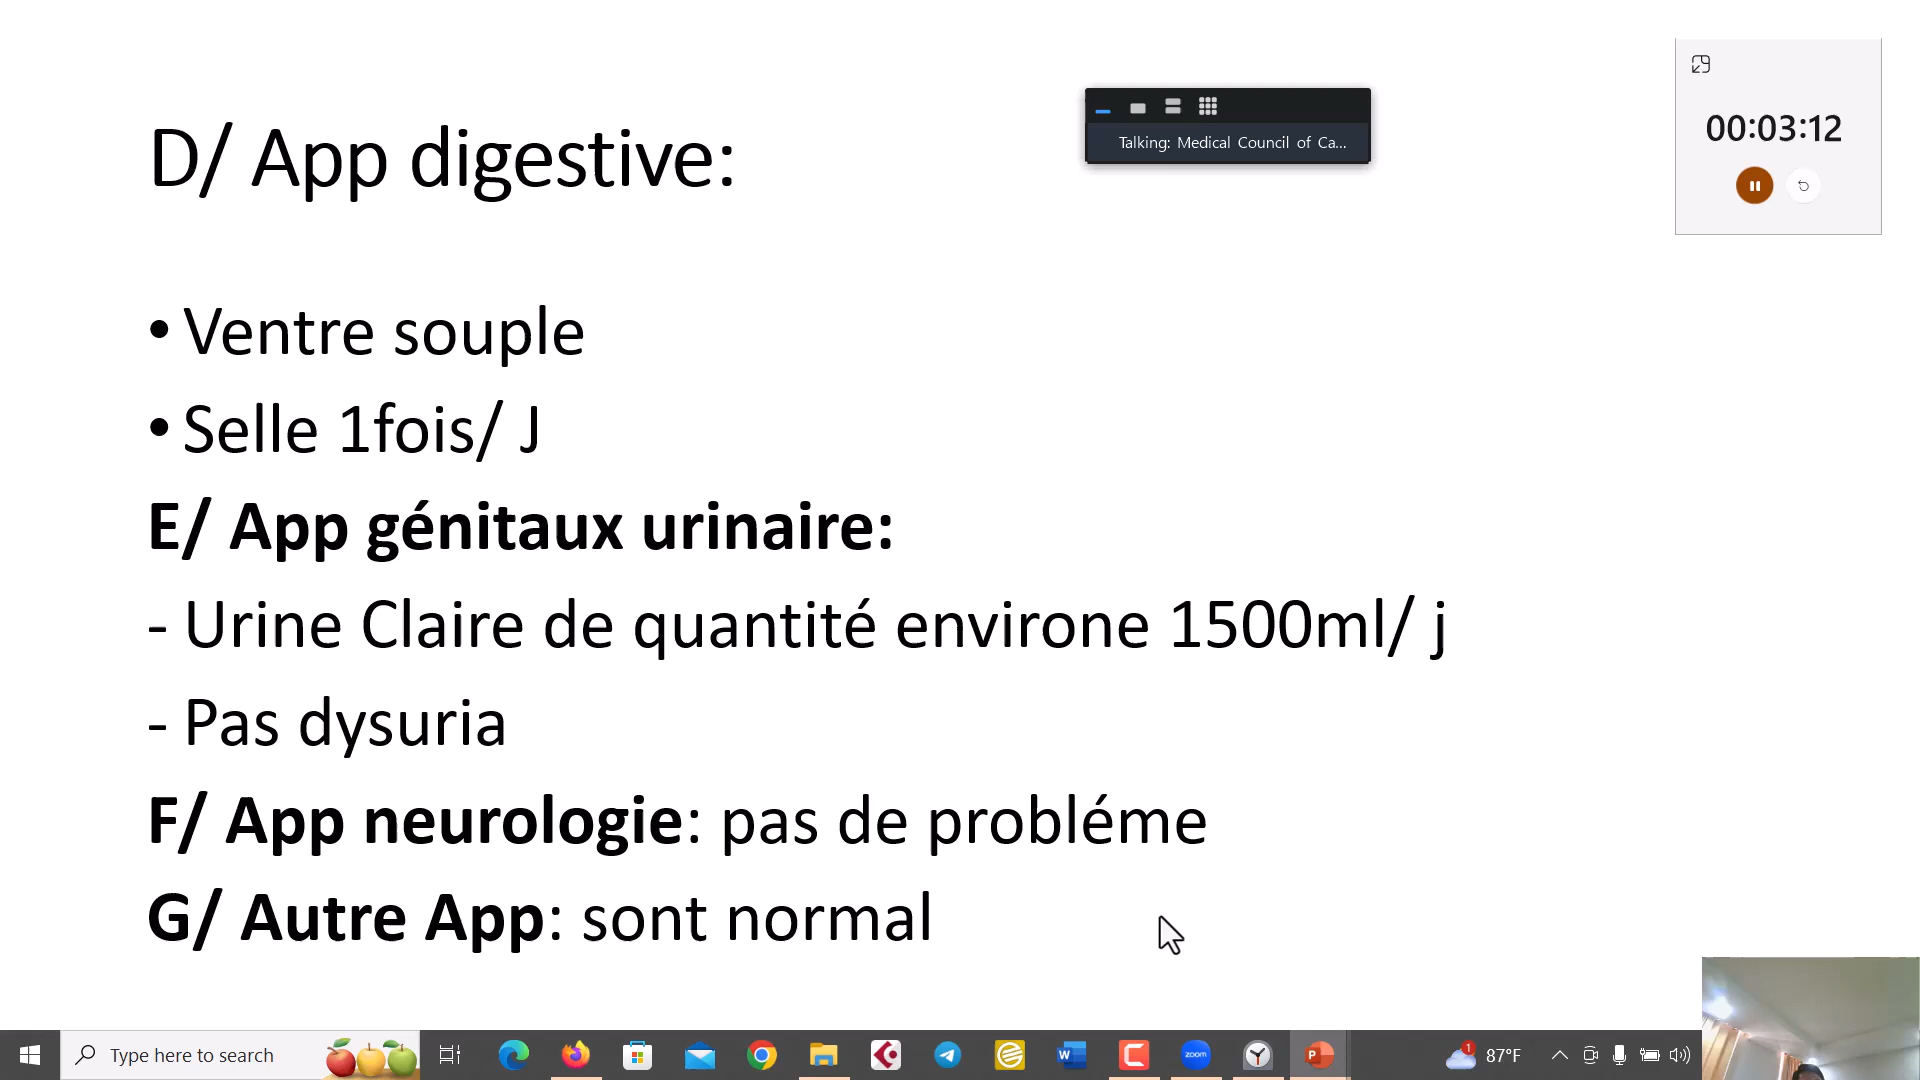 D/ App digestive:
Talking: Medical Council of Ca...
00:03:12
• Ventre souple
• Selle 1fois/ J
E/ App génitaux urinaire:
- Urine Claire de quantité environe 1500ml/ j
- Pas dysuria
F/ App neurologie: pas de probléme
G/ Autre App: sont normal
Type here to search
zoom
1
87°F